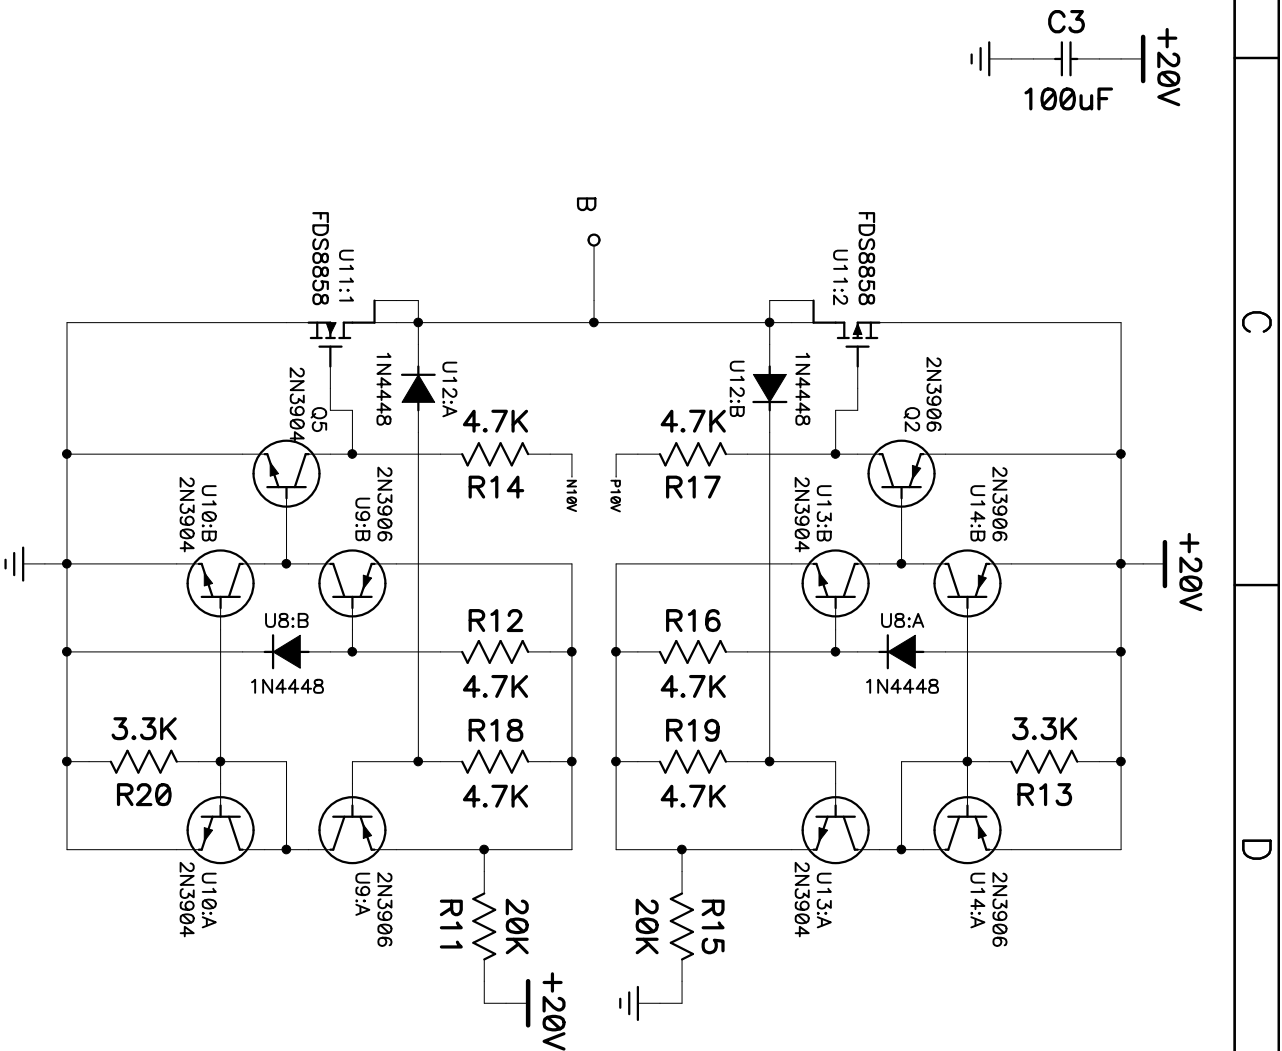 C3
+20V
100uF
C
B
FDS8858
U11:1
FDS8858
U11:2
1N4448
U12:A
U12:B
1N4448
2N3904
Q5
2N3906
Q2
4.7K
R14
4.7K
R17
N10V
P10V
U10:B
2N3904
2N3906
U9:B
U13:B
2N3904
2N3906
U14:B
+20V
U8:B
1N4448
R12
4.7K
R16
4.7K
U8:A
1N4448
3.3K
R20
R18
4.7K
R19
4.7K
3.3K
R13
D
U10:A
2N3904
2N3906
U9:A
U13:A
2N3904
2N3906
U14:A
20K
R11
R15
20K
+20V